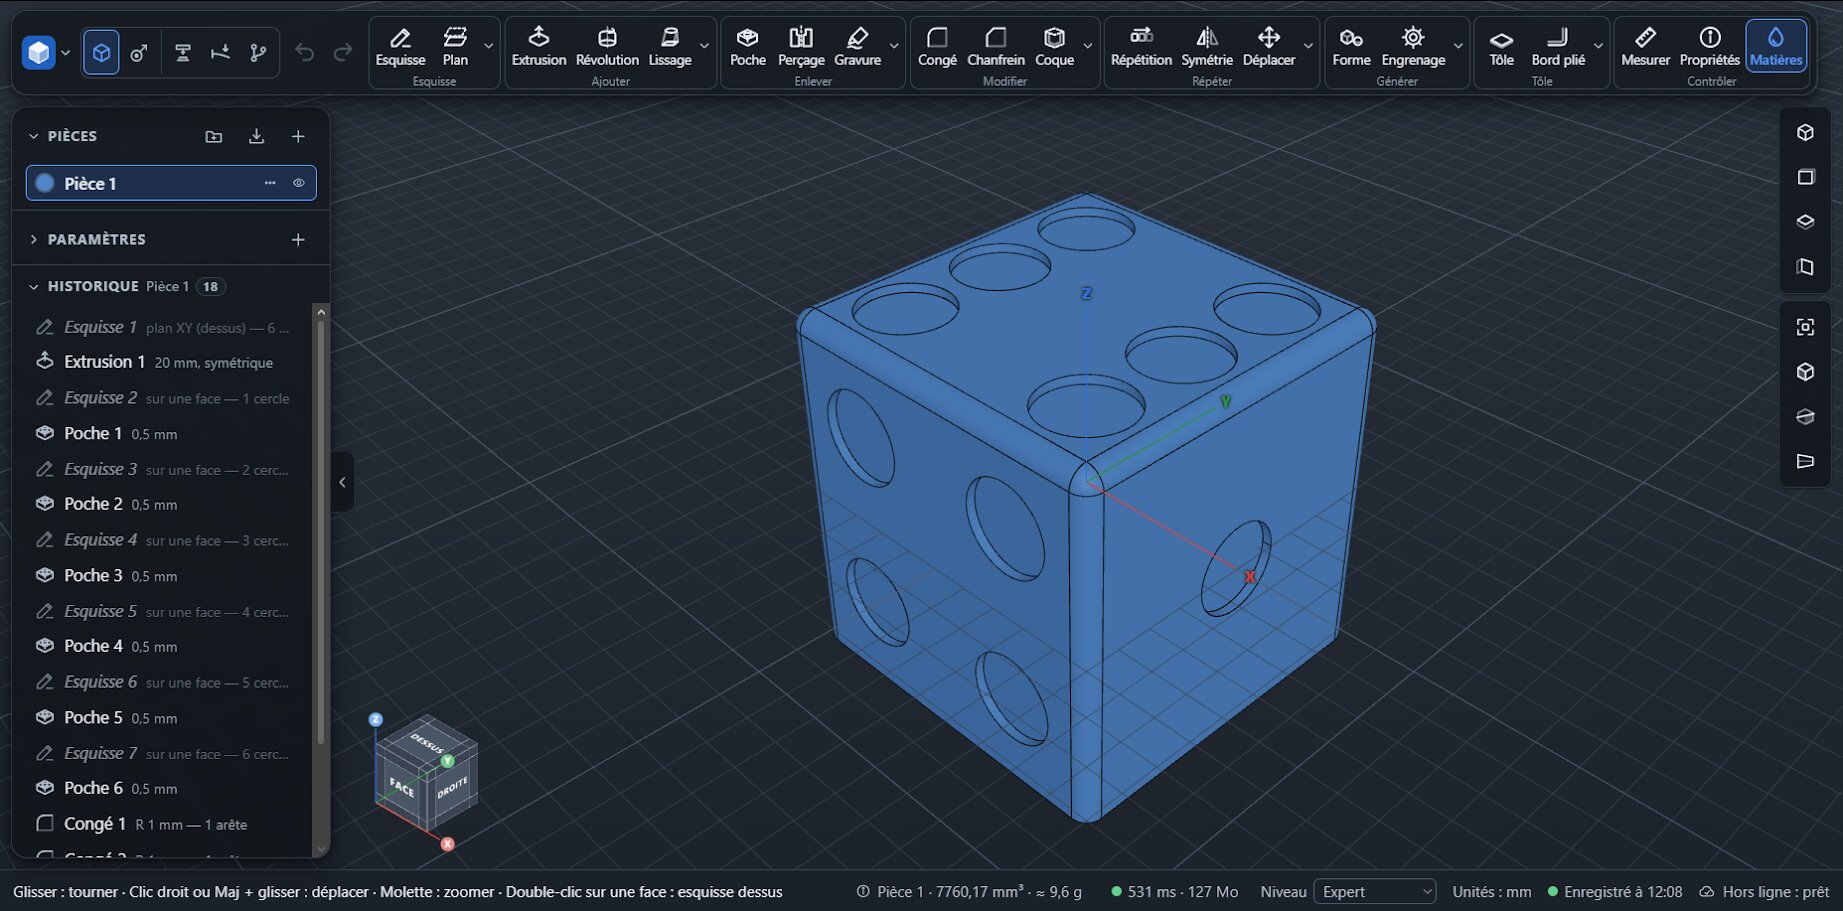 Esquisse
Plan
Esquisse
Extrusion
Révolution
Lissage
Ajouter
Poche
Perçage
Gravure
Enlever
Congé
Chanfrein
Coque
Modifier
Répétition
Symétrie
Déplacer
Répéter
Forme
Engrenage
Générer
Tôle
Bord plié
Tôle
Mesurer
Propriétés
Matières
Contrôler
PIÈCES
Pièce 1
PARAMÈTRES
HISTORIQUE Pièce 1 18
Esquisse 1 plan XY (dessus) — 6 ...
Extrusion 1 20 mm, symétrique
Esquisse 2 sur une face — 1 cercle
Poche 1 0,5 mm
Esquisse 3 sur une face — 2 cerc...
Poche 2 0,5 mm
Esquisse 4 sur une face — 3 cerc...
Poche 3 0,5 mm
Esquisse 5 sur une face — 4 cerc...
Poche 4 0,5 mm
Esquisse 6 sur une face — 5 cerc...
Poche 5 0,5 mm
Esquisse 7 sur une face — 6 cerc...
Poche 6 0,5 mm
Congé 1 R 1 mm — 1 arête
Z
Y
X
Z
DESSUS
Y
FACE
DROITE
X
Glisser : tourner · Clic droit ou Maj + glisser : déplacer · Molette : zoomer · Double-clic sur une face : esquisse dessus
Pièce 1 · 7760,17 mm³ · ≈ 9,6 g
531 ms · 127 Mo
Niveau Expert
Unités : mm
Enregistré à 12:08
Hors ligne : prêt